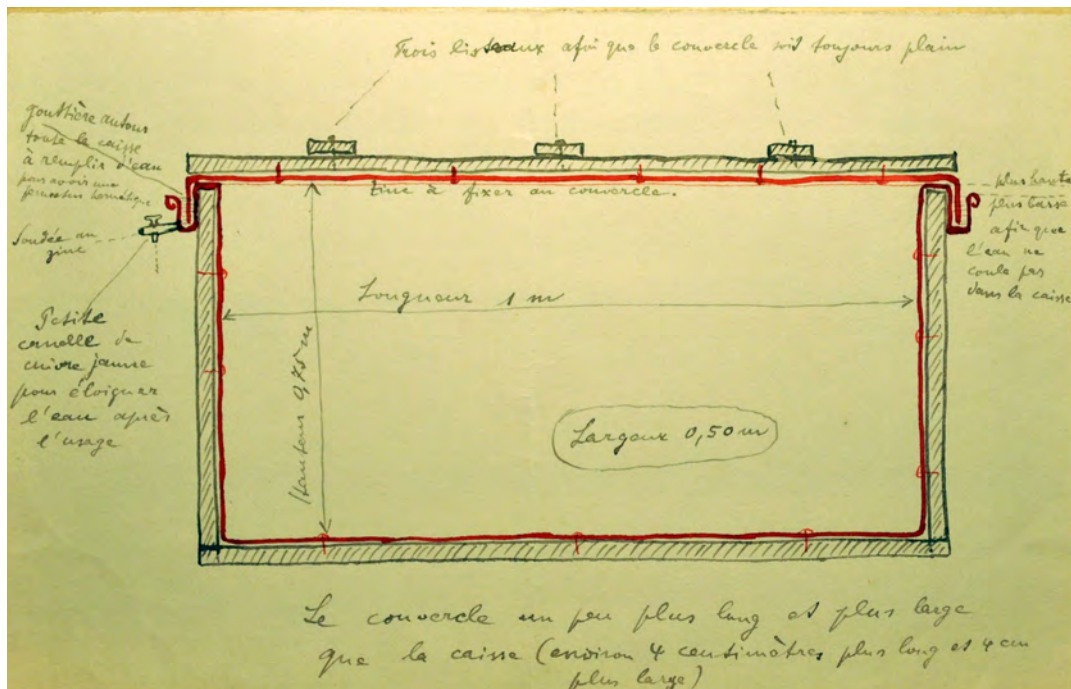 Trois listeaux afin que le convercle soit toujours plain
gouttière autour
toute la caisse
à remplir d'eau
pour avoir une
fermeture hermétique
Soudée au
zinc
Petite
cannelle de
cuivre jaune
pour éloigner
l'eau après
l'usage
zinc à fixer au convercle.
plus haute
plus basse
afin que
l'eau ne
coule pas
dans la caisse
Longueur 1 m
Hauteur 0,75 m
Largeur 0,50 m
Le convercle un peu plus long et plus large
que la caisse (environ 4 centimètres plus long et 4 cm
plus large)